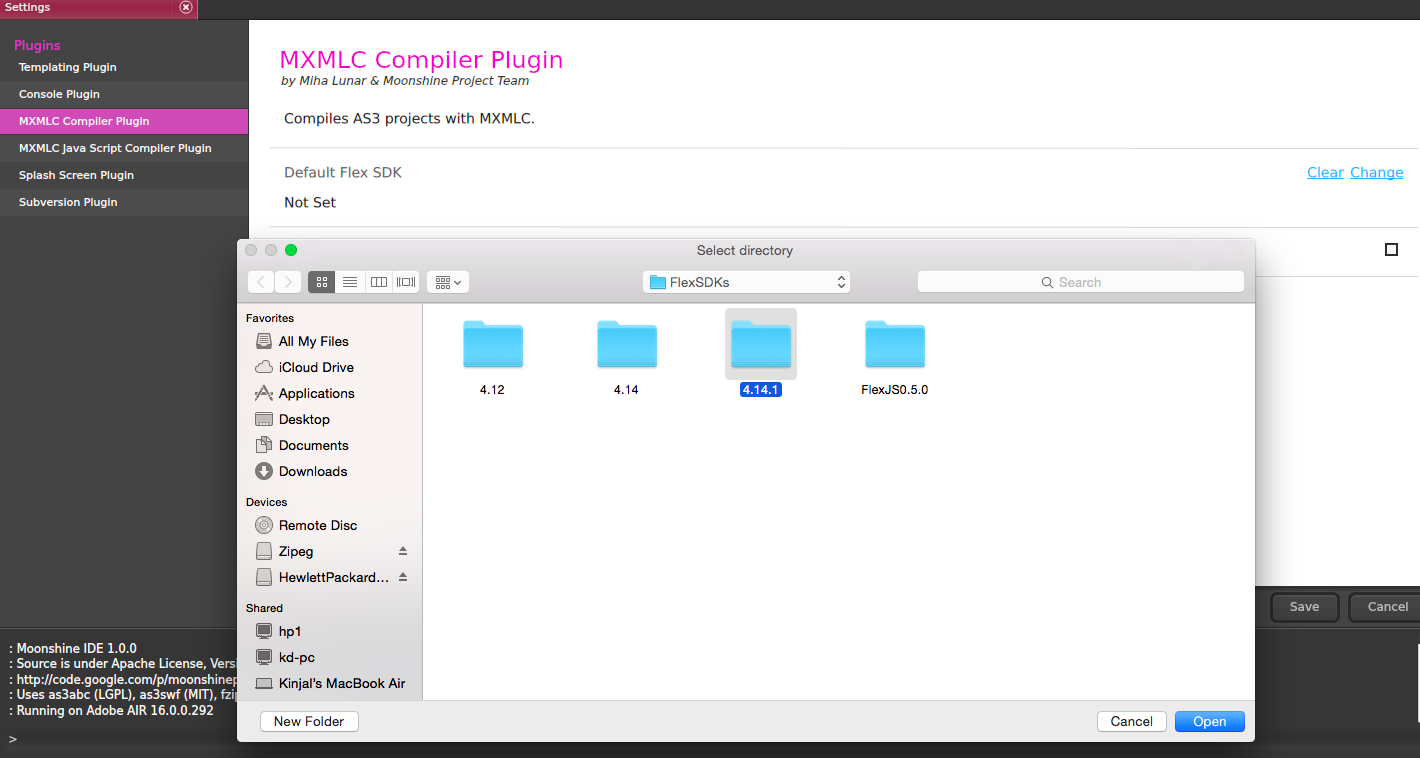 Settings
Plugins
Templating Plugin
Console Plugin
MXMLC Compiler Plugin
MXMLC Java Script Compiler Plugin
Splash Screen Plugin
Subversion Plugin
MXMLC Compiler Plugin
by Miha Lunar & Moonshine Project Team
Compiles AS3 projects with MXMLC.
Default Flex SDK
Clear Change
Not Set
Select directory
FlexSDKs
Search
Favorites
All My Files
iCloud Drive
Applications
Desktop
Documents
Downloads
Devices
Remote Disc
Zipeg
HewlettPackard...
Shared
hp1
kd-pc
Kinjal's MacBook Air
4.12
4.14
4.14.1
FlexJS0.5.0
New Folder
Cancel
Open
Save
Cancel
: Moonshine IDE 1.0.0
: Source is under Apache License, Versi
: http://code.google.com/p/moonshinep
: Uses as3abc (LGPL), as3swf (MIT), fzip
: Running on Adobe AIR 16.0.0.292
>